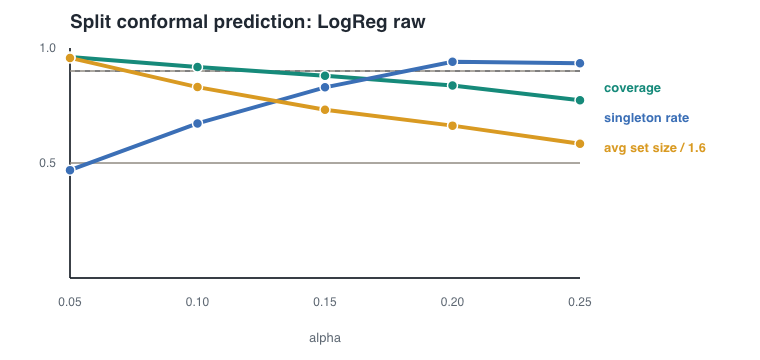 Split conformal prediction: LogReg raw
1.0
0.5
coverage
singleton rate
avg set size / 1.6
0.05 0.10 0.15 0.20 0.25
alpha